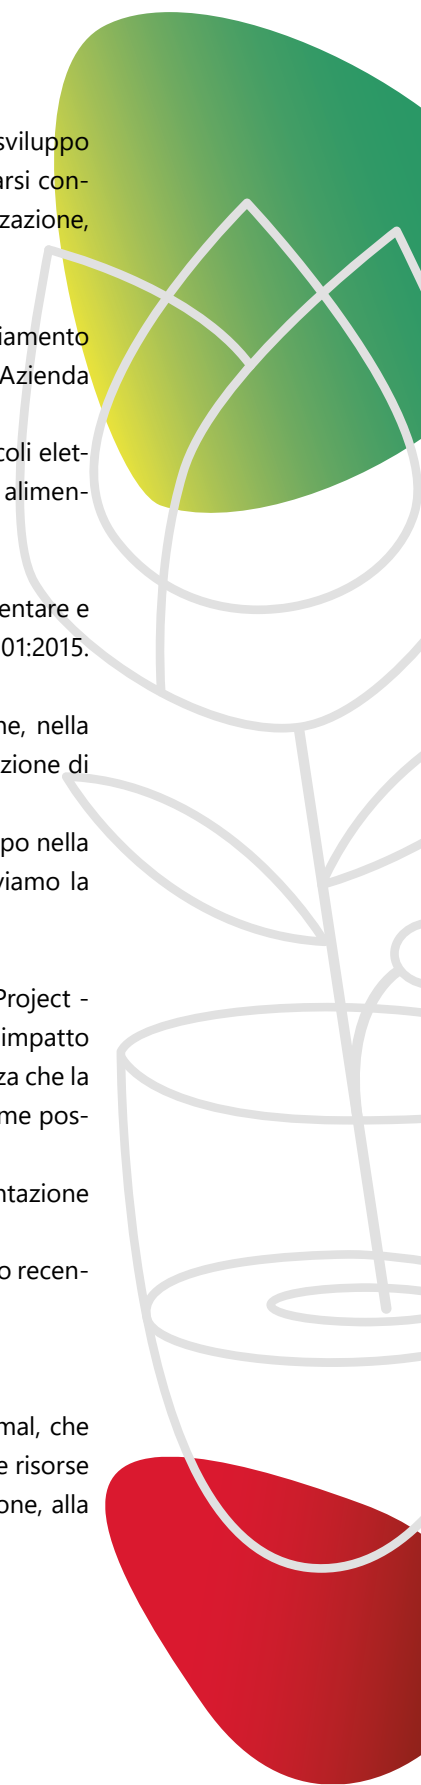 sviluppo
arsi con-
zazione,
iamento
Azienda
coli elet-
alimen-
entare e
01:2015.
ne, nella
zione di
po nella
viamo la
Project -
impatto
za che la
me pos-
ntazione
o recen-
mal, che
e risorse
one, alla